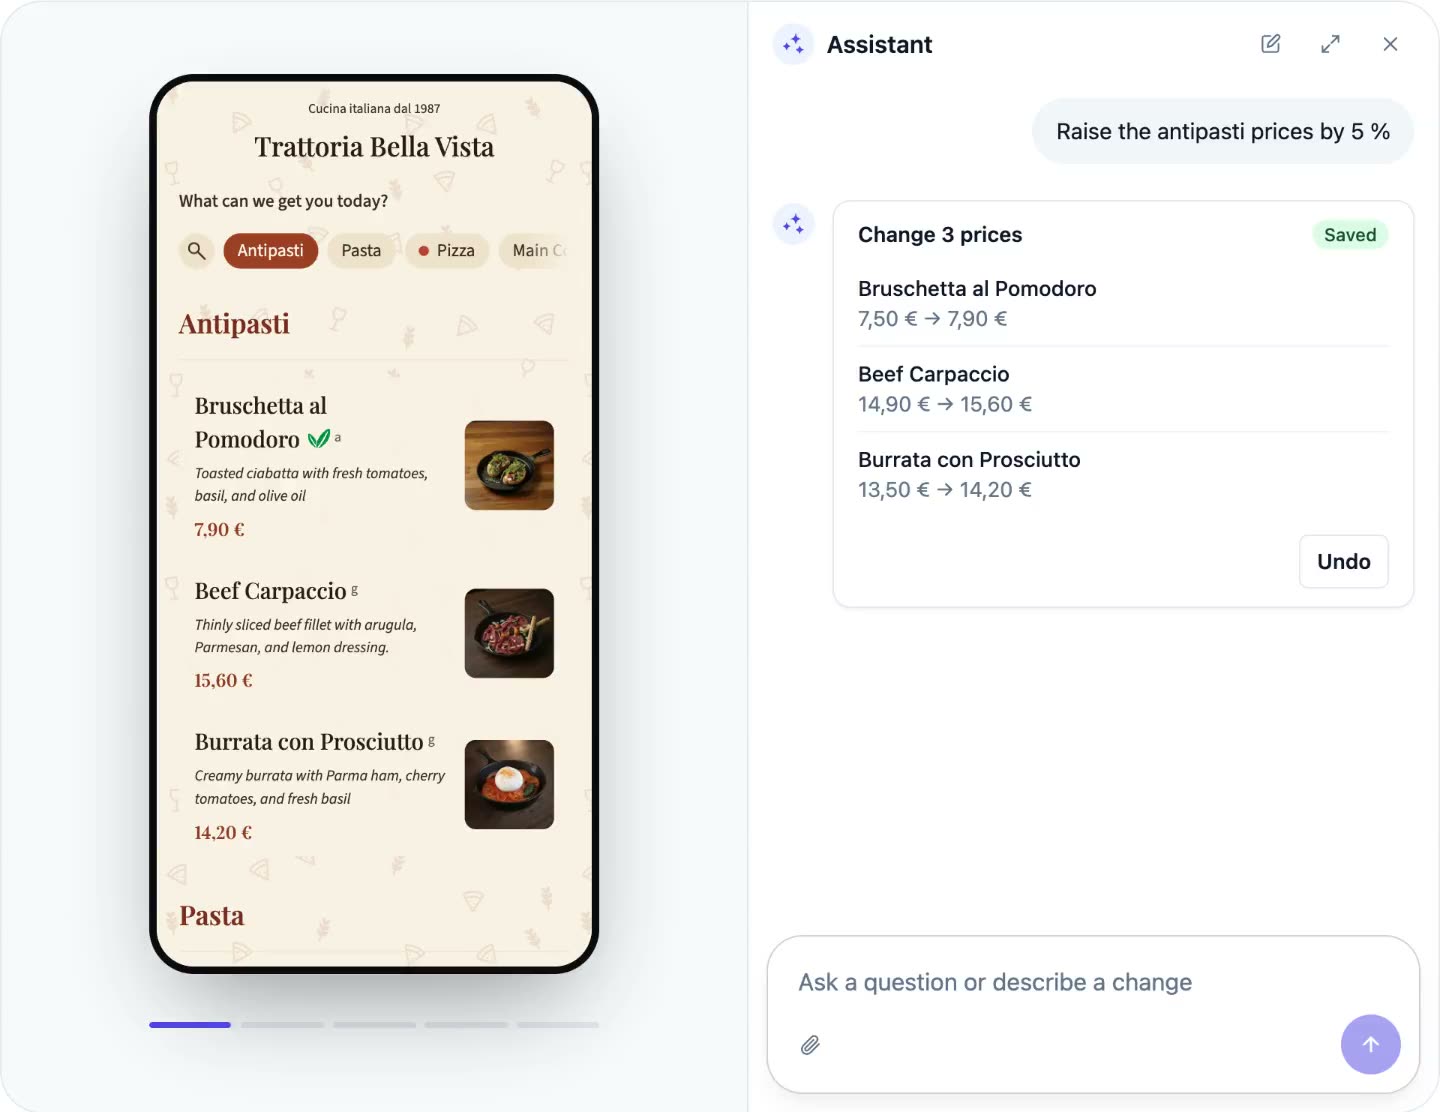 Cucina italiana dal 1987
Trattoria Bella Vista
What can we get you today?
Antipasti
Pasta
Pizza
Main C
Antipasti
Bruschetta al
Pomodoro a
Toasted ciabatta with fresh tomatoes,
basil, and olive oil
7,90 €
Beef Carpaccio g
Thinly sliced beef fillet with arugula,
Parmesan, and lemon dressing.
15,60 €
Burrata con Prosciutto g
Creamy burrata with Parma ham, cherry
tomatoes, and fresh basil
14,20 €
Pasta
Assistant
Raise the antipasti prices by 5 %
Change 3 prices
Saved
Bruschetta al Pomodoro
7,50 € → 7,90 €
Beef Carpaccio
14,90 € → 15,60 €
Burrata con Prosciutto
13,50 € → 14,20 €
Undo
Ask a question or describe a change